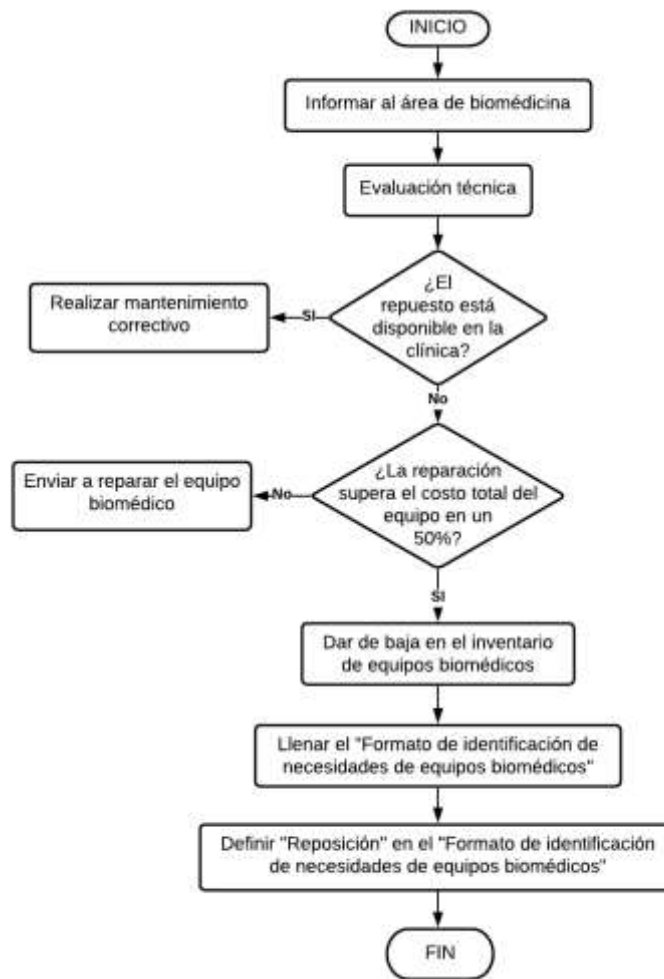 INICIO
Informar al área de biomédicina
Evaluación técnica
¿El
repuesto está
disponible en la
clínica?
SI
Realizar mantenimiento
correctivo
No
¿La reparación
supera el costo total del
equipo en un
50%?
No
Enviar a reparar el equipo
biomédico
SI
Dar de baja en el inventario
de equipos biomédicos
Llenar el "Formato de identificación de
necesidades de equipos biomédicos"
Definir "Reposición" en el "Formato de identificación
de necesidades de equipos biomédicos"
FIN